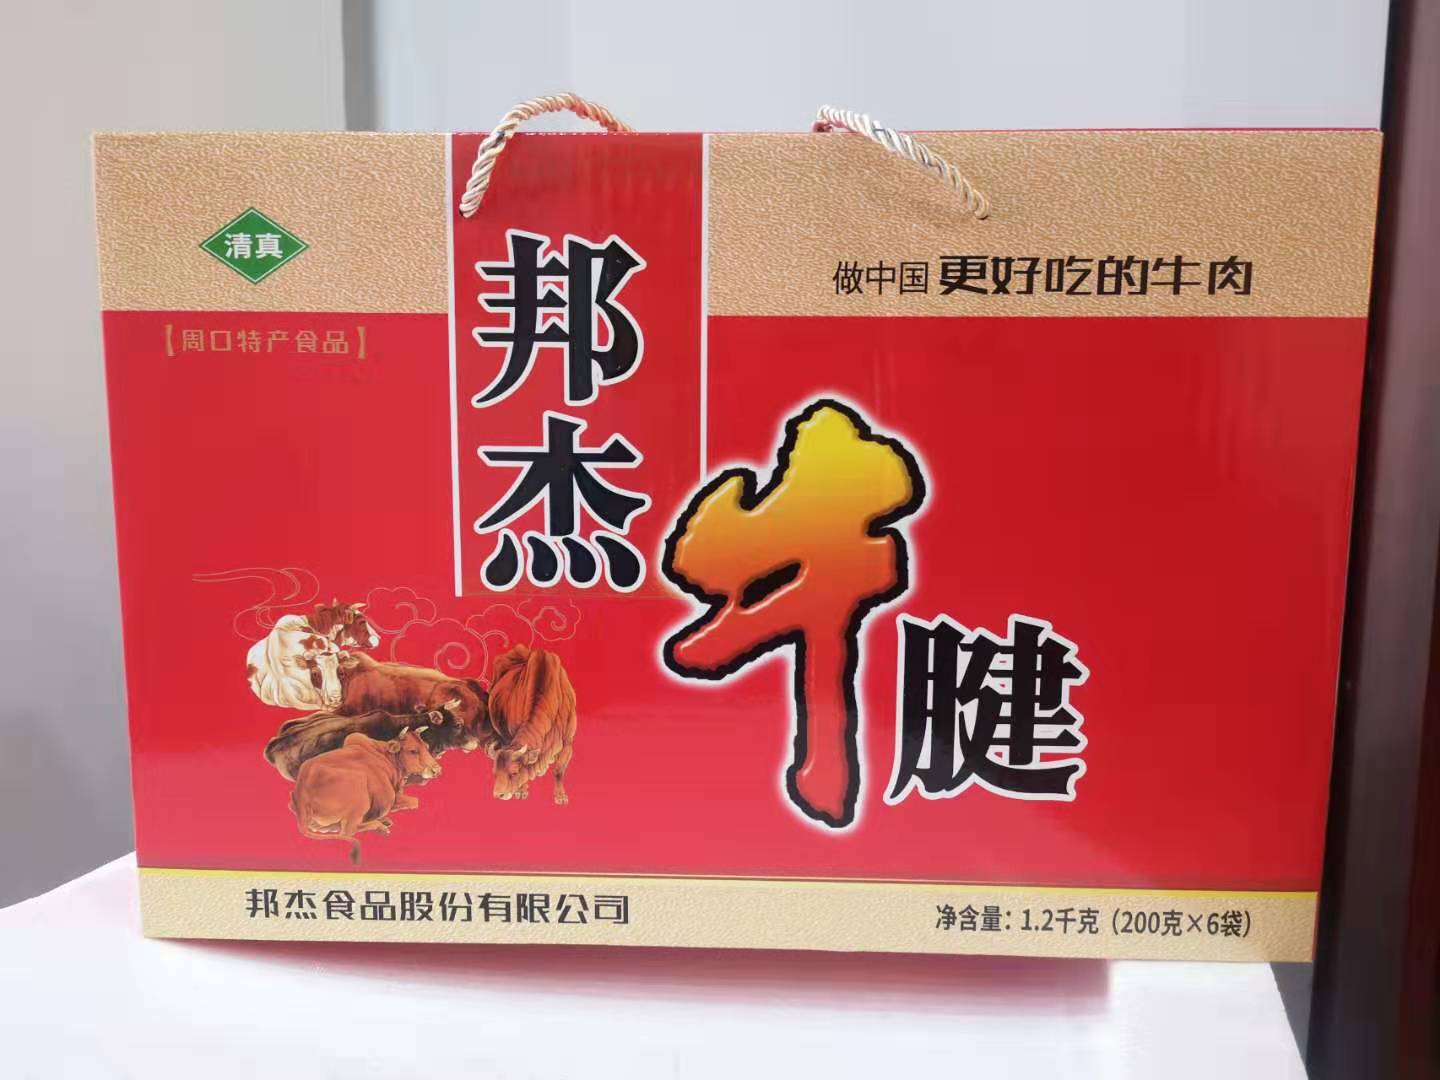 清真
做中国更好吃的牛肉
【周口特产食品】
邦杰
牛腱
邦杰食品股份有限公司
净含量：1.2千克（200克×6袋）